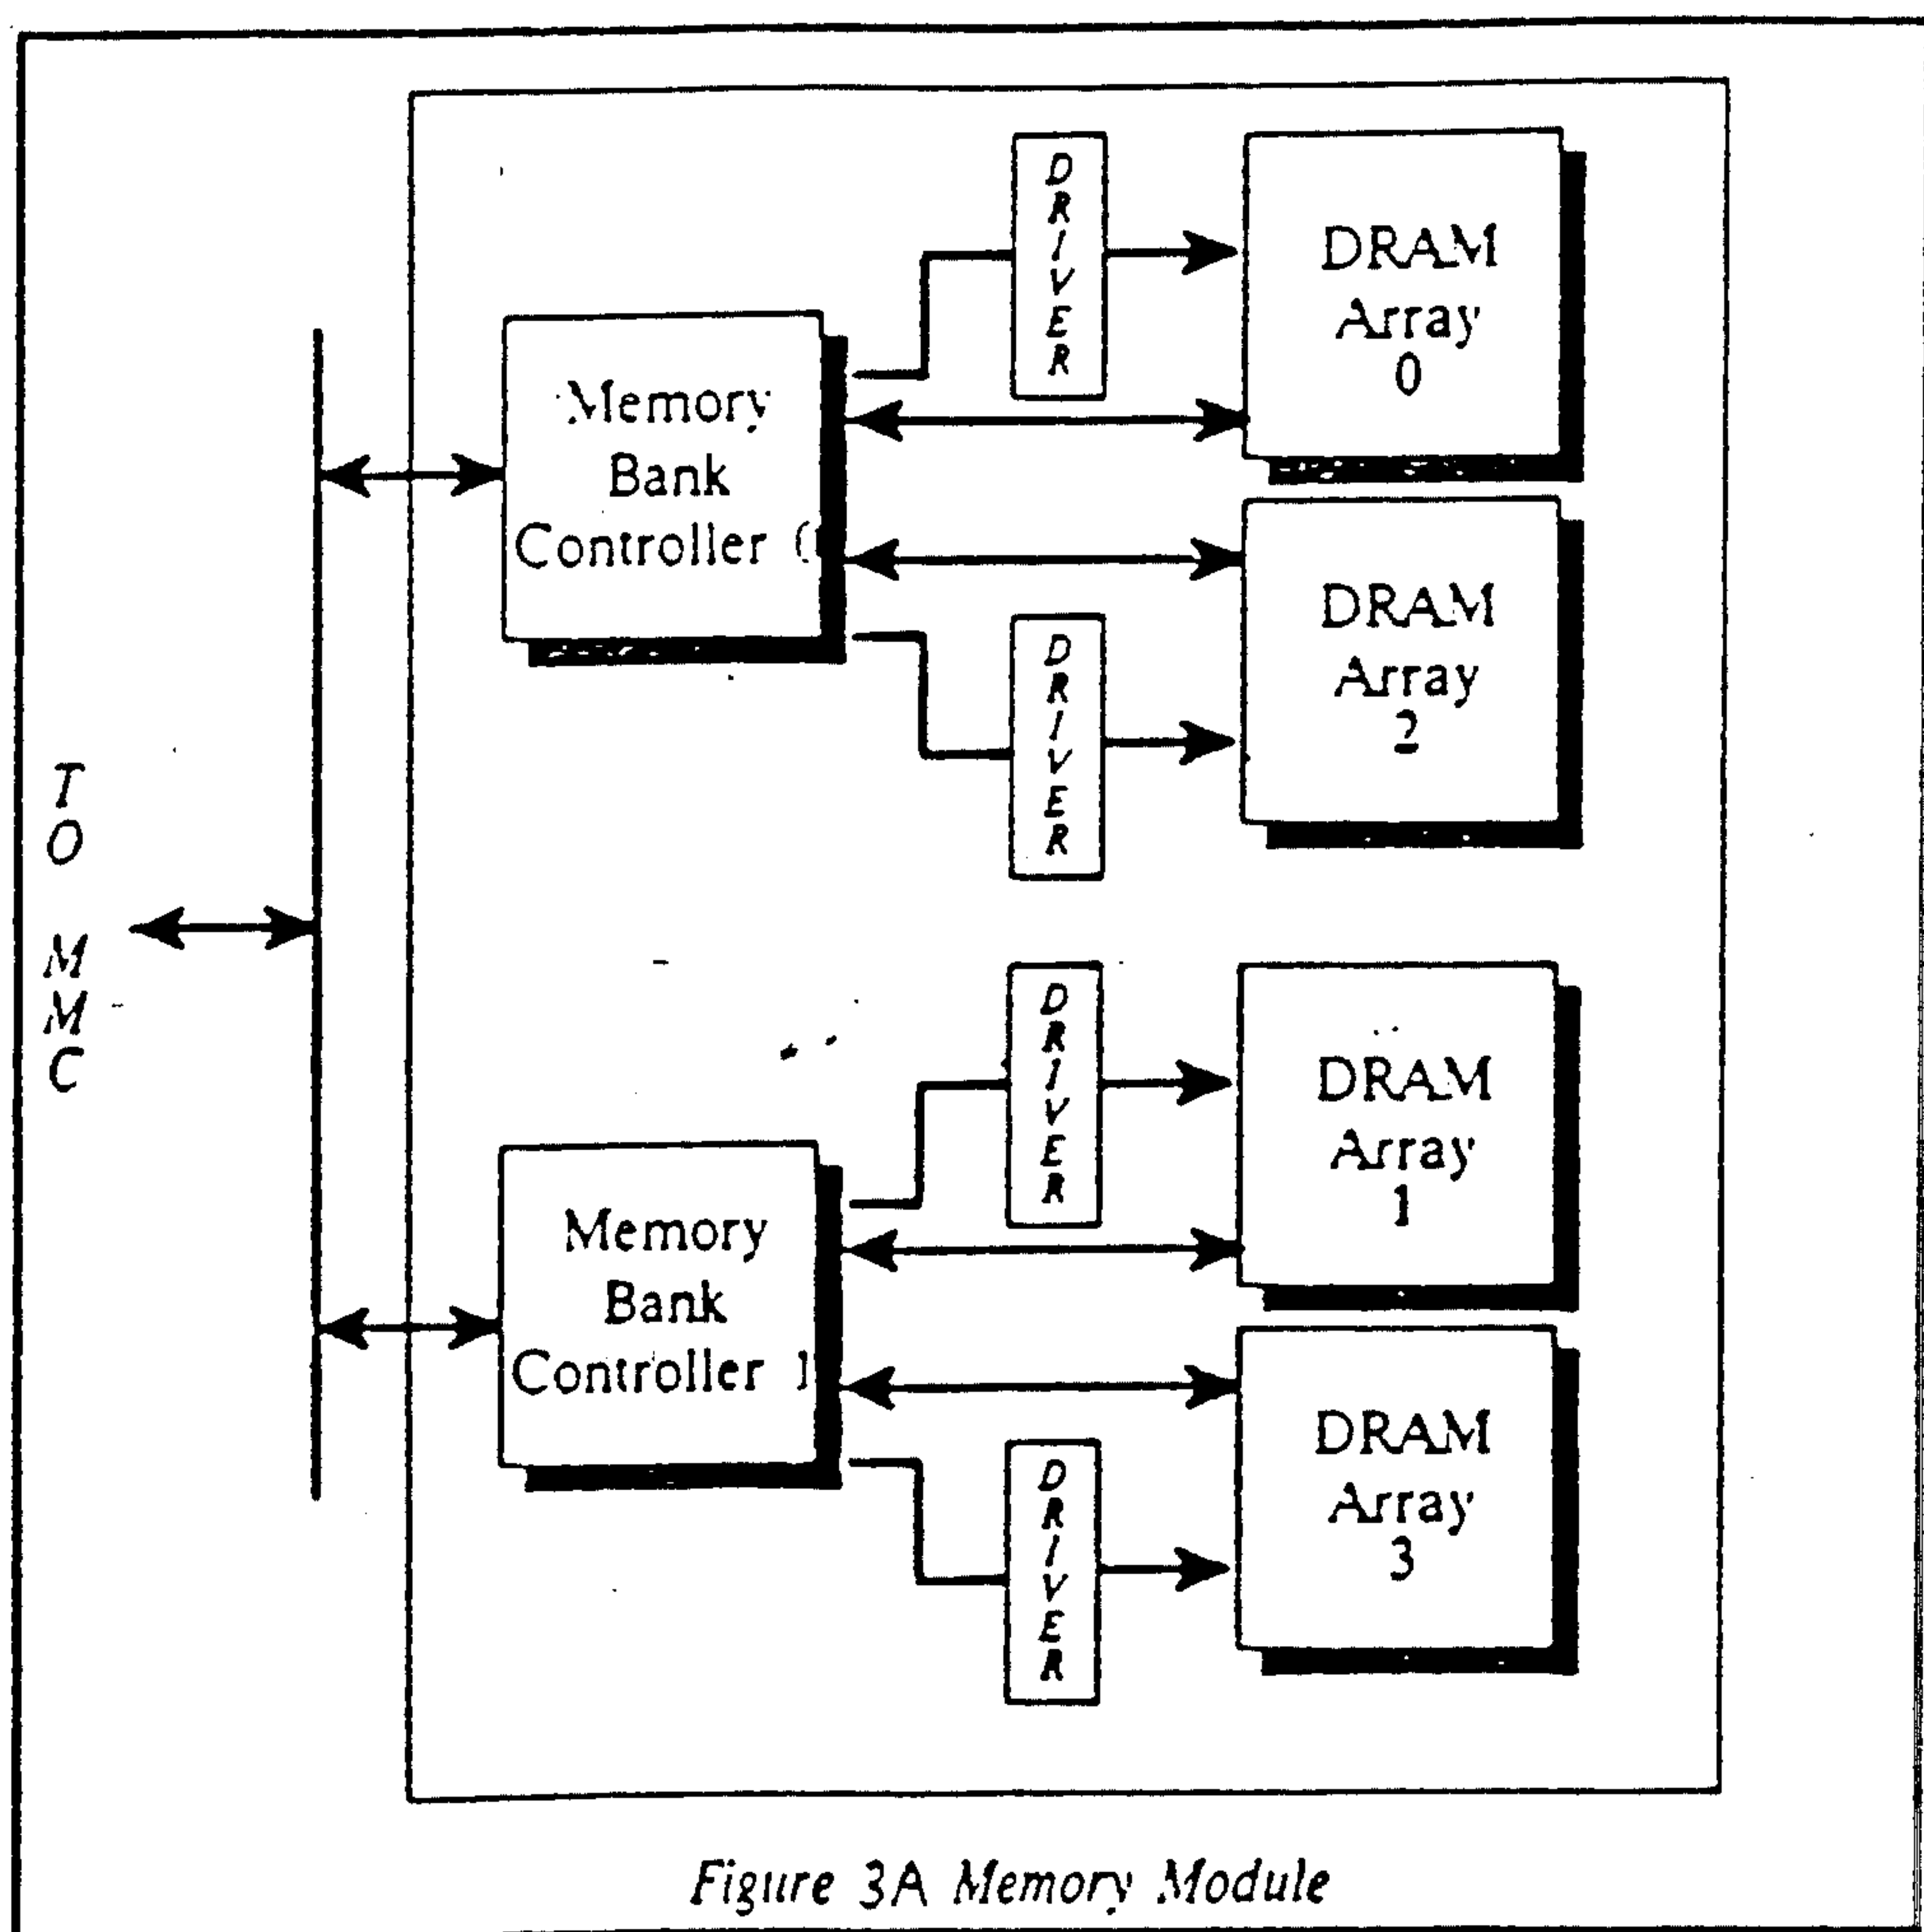 DRIVER
DRAM
Array
0
Memory
Bank
Controller 0
DRAM
Array
2
DRIVER
TO MMC
DRIVER
DRAM
Array
1
Memory
Bank
Controller 1
DRAM
Array
3
DRIVER
Figure 3A Memory Module